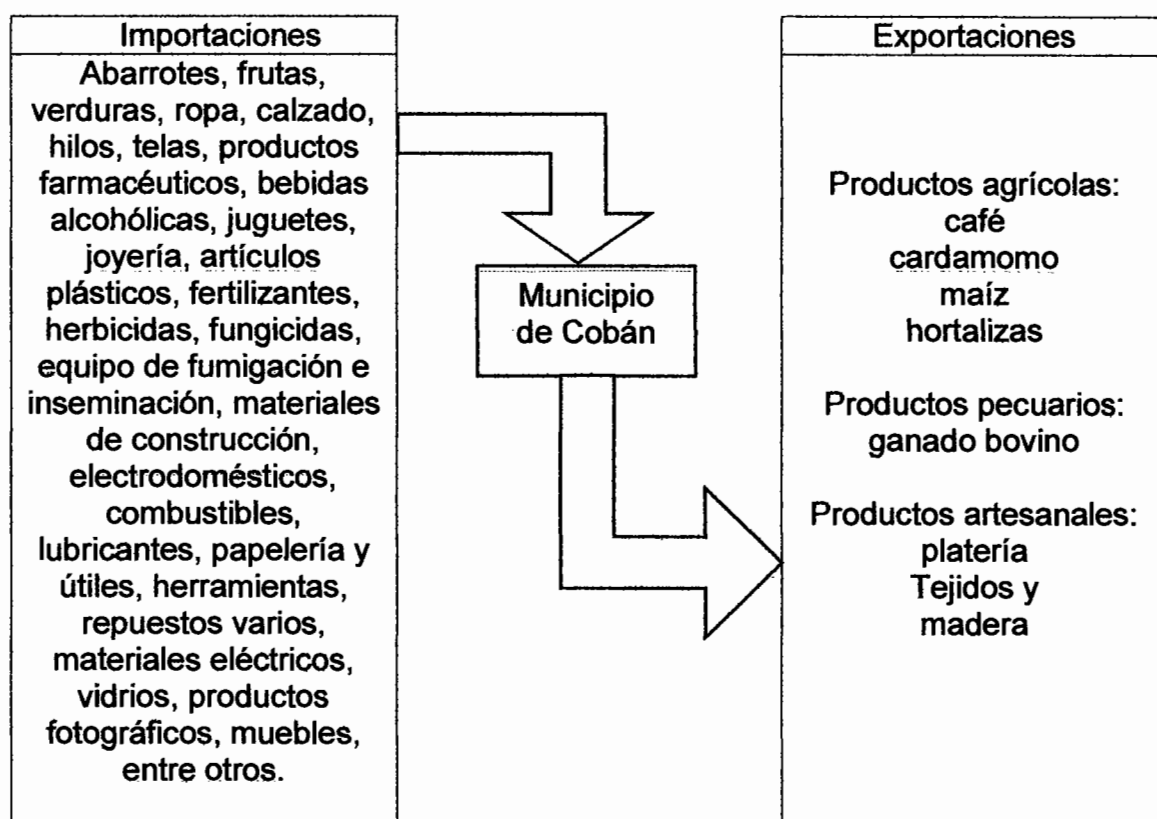 Importaciones
Abarrotes, frutas,
verduras, ropa, calzado,
hilos, telas, productos
farmacéuticos, bebidas
alcohólicas, juguetes,
joyería, artículos
plásticos, fertilizantes,
herbicidas, fungicidas,
equipo de fumigación e
inseminación, materiales
de construcción,
electrodomésticos,
combustibles,
lubricantes, papelería y
útiles, herramientas,
repuestos varios,
materiales eléctricos,
vidrios, productos
fotográficos, muebles,
entre otros.
Municipio
de Cobán
Exportaciones
Productos agrícolas:
café
cardamomo
maíz
hortalizas
Productos pecuarios:
ganado bovino
Productos artesanales:
platería
Tejidos y
madera